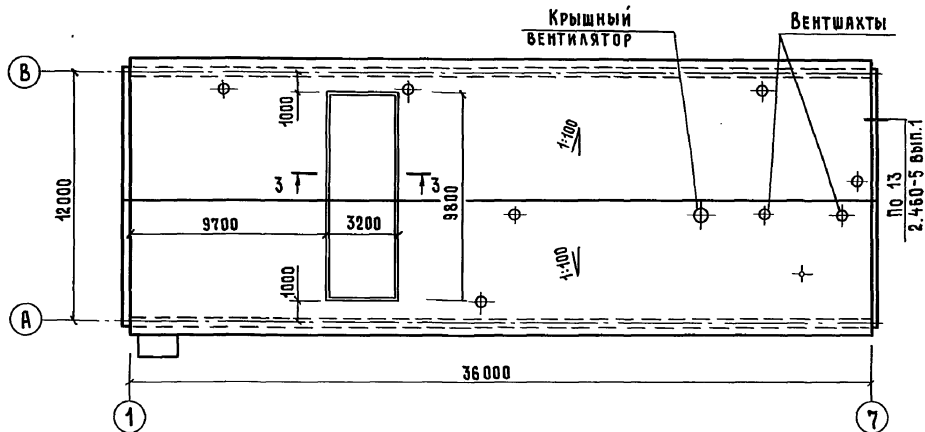 Крышный
вентилятор
Вентшахты
В
1000
1:100
12000
3
3
9800
По 13
2.460-5 вып.1
9700
3200
1000
1:100
А
36000
1
7